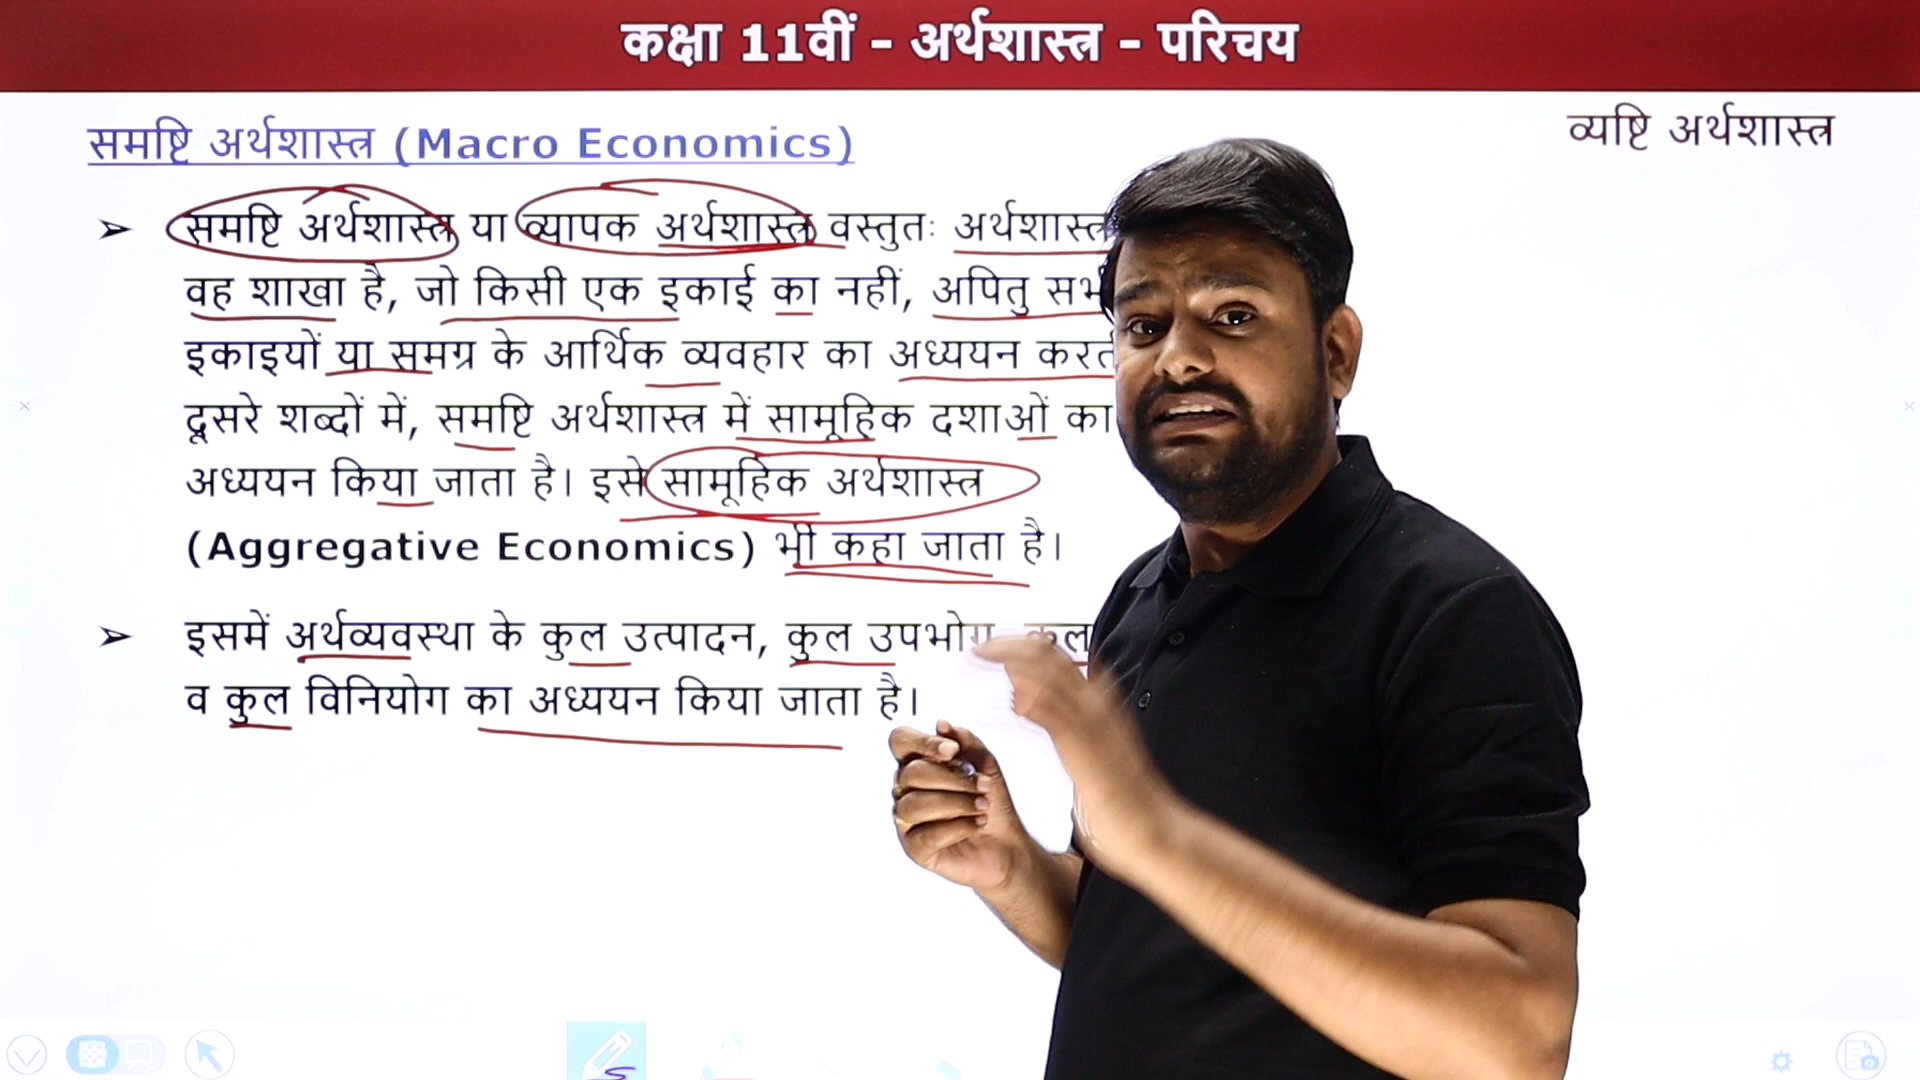 कक्षा 11वीं - अर्थशास्त्र - परिचय
व्यष्टि अर्थशास्त्र
समष्टि अर्थशास्त्र (Macro Economics)
➢ समष्टि अर्थशास्त्र या व्यापक अर्थशास्त्र वस्तुतः अर्थशास्त्र
वह शाखा है, जो किसी एक इकाई का नहीं, अपितु
इकाइयों या समग्र के आर्थिक व्यवहार का अध्ययन
दूसरे शब्दों में, समष्टि अर्थशास्त्र में सामूहिक दशाओं का
अध्ययन किया जाता है। इसे सामूहिक अर्थशास्त्र
(Aggregative Economics) भी कहा जाता है।
➢ इसमें अर्थव्यवस्था के कुल उत्पादन, कुल उपभोग, कुल
व कुल विनियोग का अध्ययन किया जाता है।